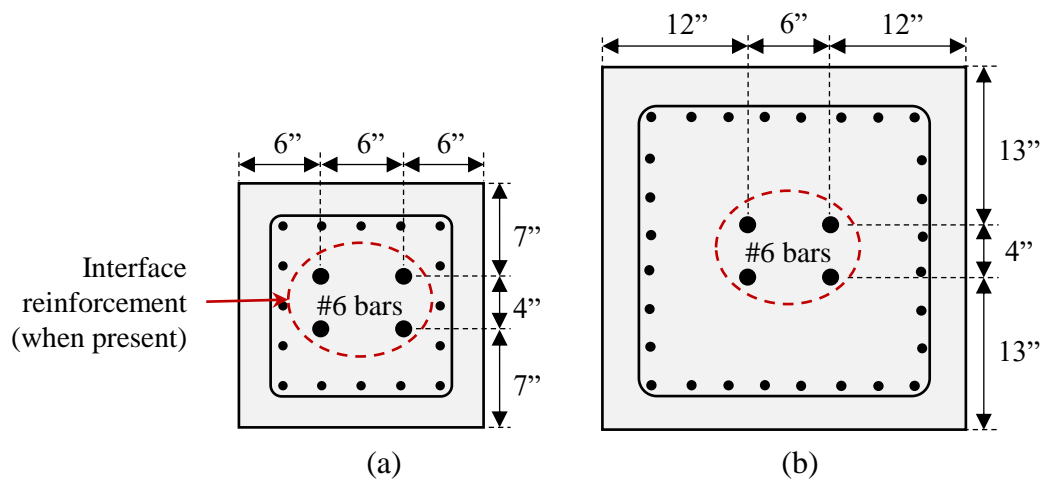 12” 6” 12”
6” 6” 6”
13”
7”
Interface
reinforcement
(when present)
#6 bars
4”
#6 bars
4”
7”
13”
(a)
(b)